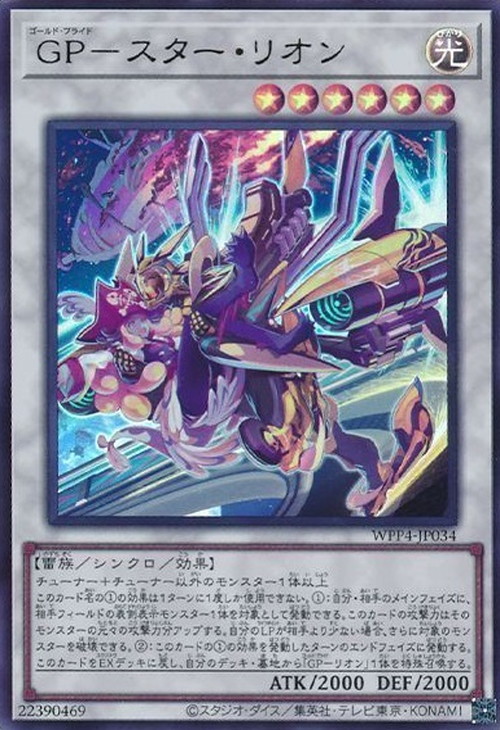 ゴールド・プライド
GP－スター・リオン
光
WPP4-JP034
【雷族／シンクロ／効果】
チューナー＋チューナー以外のモンスター１体以上
このカード名の①の効果は１ターンに１度しか使用できない。①：自分・相手のメインフェイズに、
相手フィールドの表側表示モンスター１体を対象として発動できる。このカードの攻撃力はそ
のモンスターの元々の攻撃力分アップする。自分のLPが相手より少ない場合、さらに対象のモン
スターを破壊できる。②：このカードの①の効果を発動したターンのエンドフェイズに発動する。
このカードをEXデッキに戻し、自分のデッキ・墓地から「GP－リオン」１体を特殊召喚する。
ATK/2000 DEF/2000
22390469
©スタジオ・ダイス／集英社・テレビ東京・KONAMI